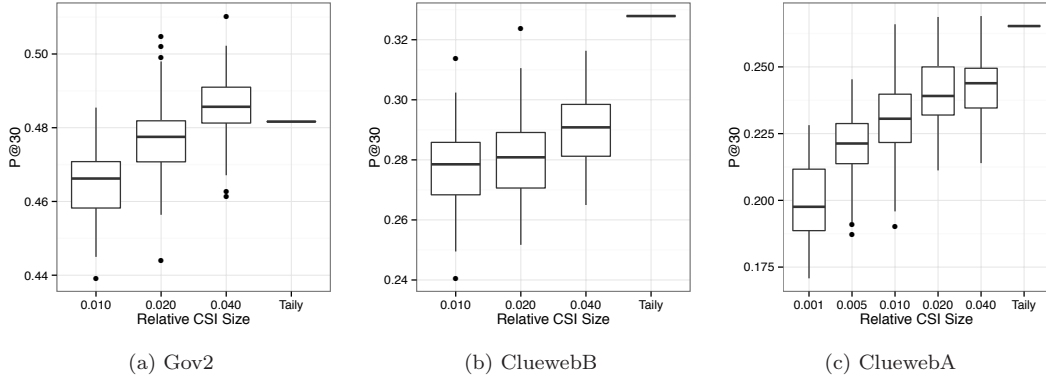 P@30
0.50
0.48
0.46
0.44
0.010 0.020 0.040 Taily
Relative CSI Size
(a) Gov2
P@30
0.32
0.30
0.28
0.26
0.24
0.010 0.020 0.040 Taily
Relative CSI Size
(b) CluewebB
P@30
0.250
0.225
0.200
0.175
0.001 0.005 0.010 0.020 0.040 Taily
Relative CSI Size
(c) CluewebA